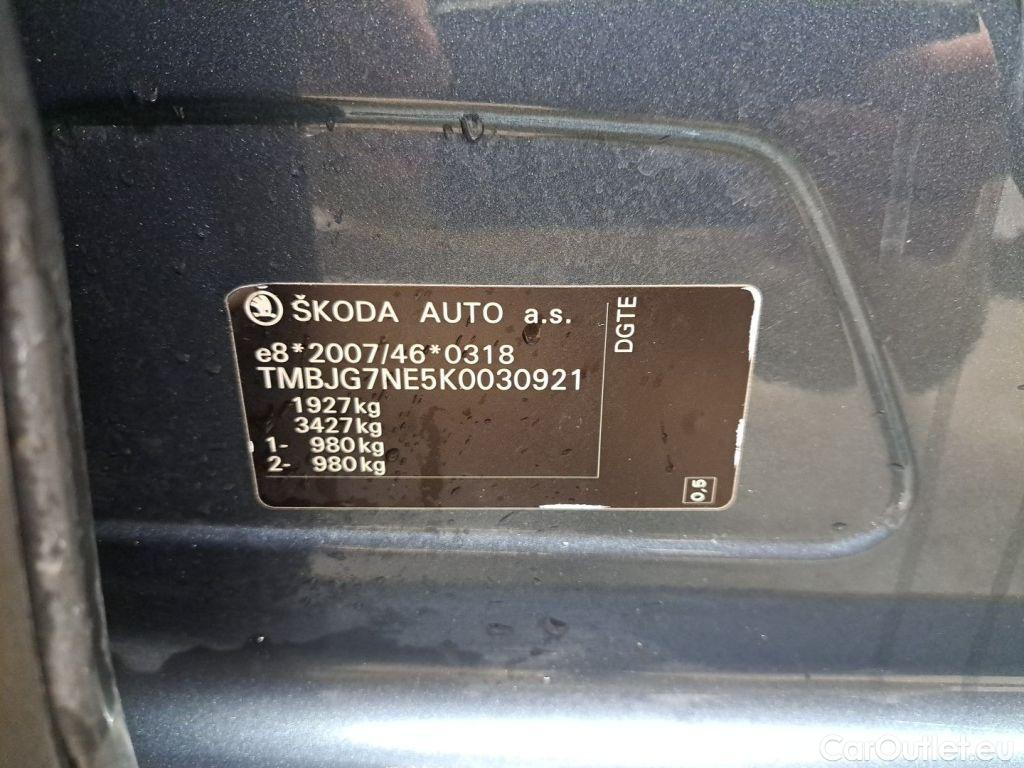 ŠKODA AUTO a.s.
e8*2007/46*0318
TMBJG7NE5K0030921
1927kg
3427kg
1- 980kg
2- 980kg
DGTE
0,5
CarOutlet.eu